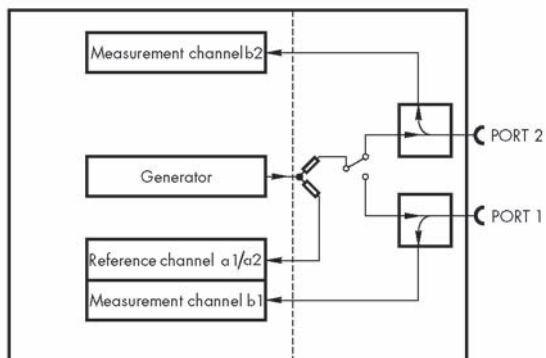 Measurement channel b2
PORT 2
Generator
PORT 1
Reference channel a1/a2
Measurement channel b1